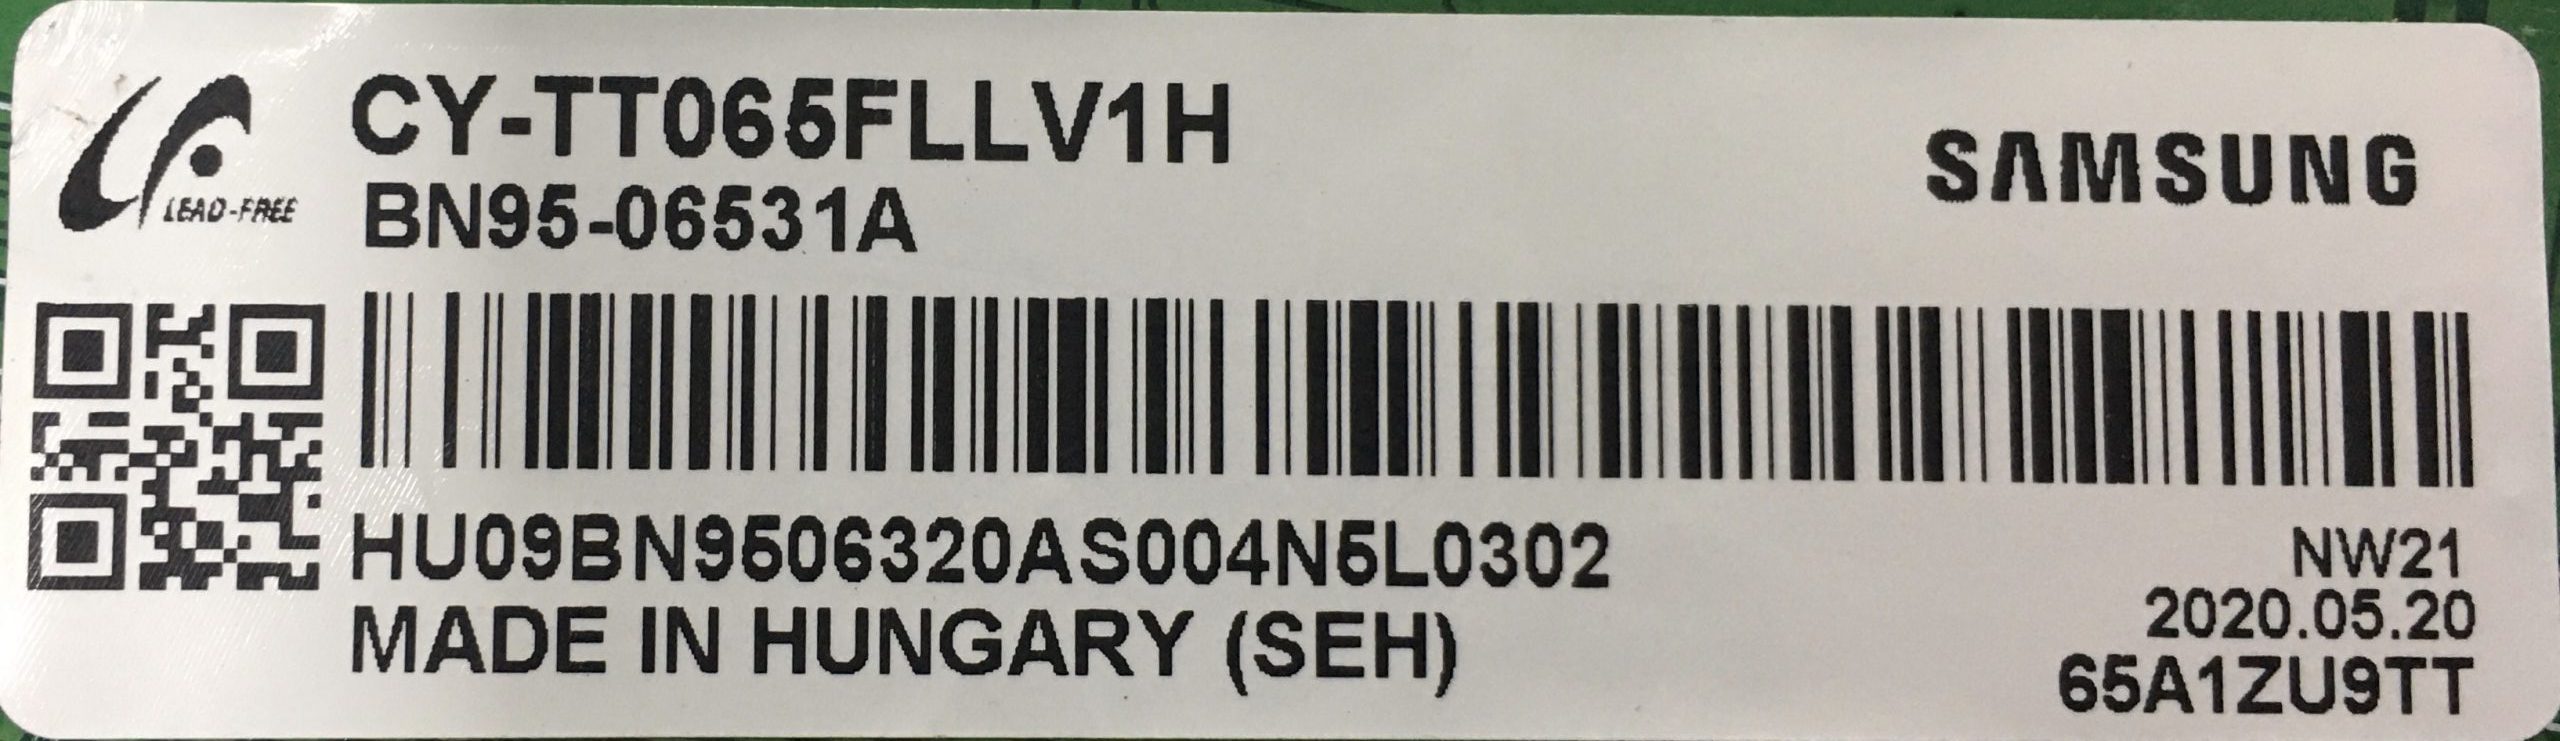 CY-TT065FLLV1H
BN95-06531A
LEAD-FREE
SAMSUNG
HU09BN9506320AS004N5L0302
MADE IN HUNGARY (SEH)
NW21
2020.05.20
65A1ZU9TT